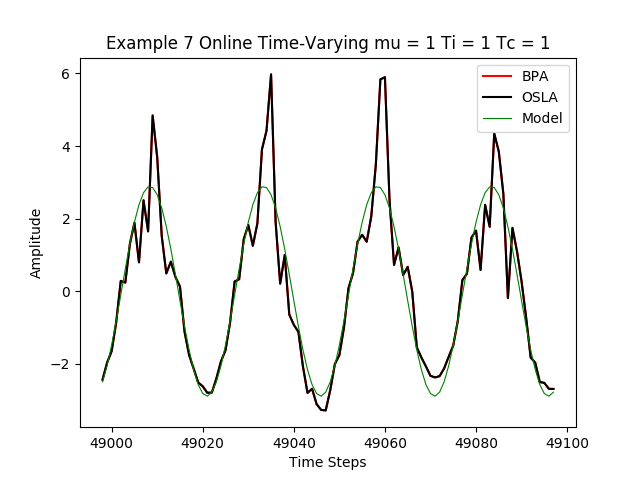 Example 7 Online Time-Varying mu = 1 Ti = 1 Tc = 1
BPA
OSLA
Model
Amplitude
6
4
2
0
−2
49000
49020
49040
49060
49080
49100
Time Steps